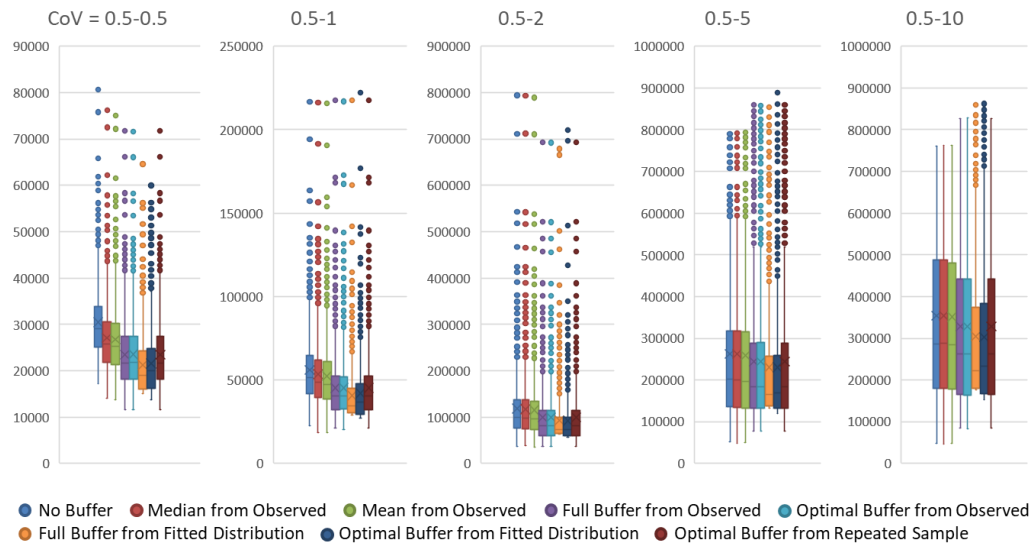 CoV = 0.5-0.5 0.5-1 0.5-2 0.5-5 0.5-10
90000 250000 900000 1000000 1000000
80000 800000 900000 900000
70000 200000 700000 800000 800000
60000 600000 700000 700000
50000 150000 500000 600000 600000
40000 400000 500000 500000
30000 100000 300000 400000 400000
20000 50000 200000 300000 300000
10000 100000 200000 200000
100000 100000
0 0 0 0 0
No Buffer Median from Observed Mean from Observed Full Buffer from Observed Optimal Buffer from Observed
Full Buffer from Fitted Distribution Optimal Buffer from Fitted Distribution Optimal Buffer from Repeated Sample